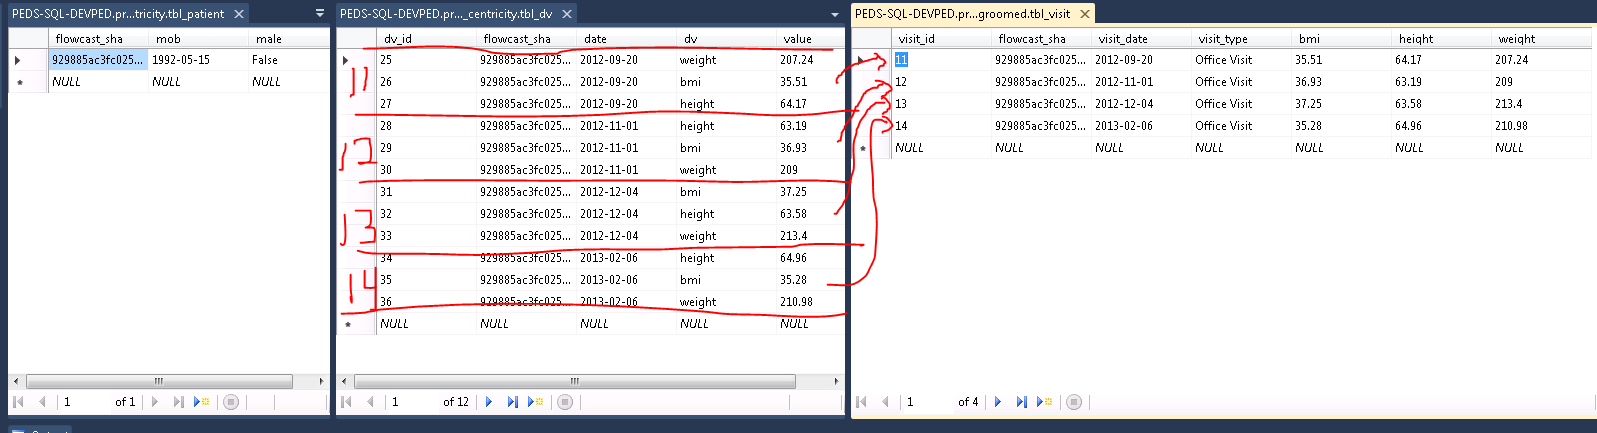 PEDS-SQL-DEVPED.pr...tricity.tbl_patient
flowcast_sha mob male
929885ac3fc025... 1992-05-15 False
NULL NULL NULL
1 of 1
PEDS-SQL-DEVPED.pr..._centricity.tbl_dv
dv_id flowcast_sha date dv value
25 929885ac3fc025... 2012-09-20 weight 207.24
26 929885ac3fc025... 2012-09-20 bmi 35.51
27 929885ac3fc025... 2012-09-20 height 64.17
28 929885ac3fc025... 2012-11-01 height 63.19
29 929885ac3fc025... 2012-11-01 bmi 36.93
30 929885ac3fc025... 2012-11-01 weight 209
31 929885ac3fc025... 2012-12-04 bmi 37.25
32 929885ac3fc025... 2012-12-04 height 63.58
33 929885ac3fc025... 2012-12-04 weight 213.4
34 929885ac3fc025... 2013-02-06 height 64.96
35 929885ac3fc025... 2013-02-06 bmi 35.28
36 929885ac3fc025... 2013-02-06 weight 210.98
NULL NULL NULL NULL NULL
11
12
13
14
1 of 12
PEDS-SQL-DEVPED.pr...groomed.tbl_visit
visit_id flowcast_sha visit_date visit_type bmi height weight
11 929885ac3fc025... 2012-09-20 Office Visit 35.51 64.17 207.24
12 929885ac3fc025... 2012-11-01 Office Visit 36.93 63.19 209
13 929885ac3fc025... 2012-12-04 Office Visit 37.25 63.58 213.4
14 929885ac3fc025... 2013-02-06 Office Visit 35.28 64.96 210.98
NULL NULL NULL NULL NULL NULL NULL
1 of 4